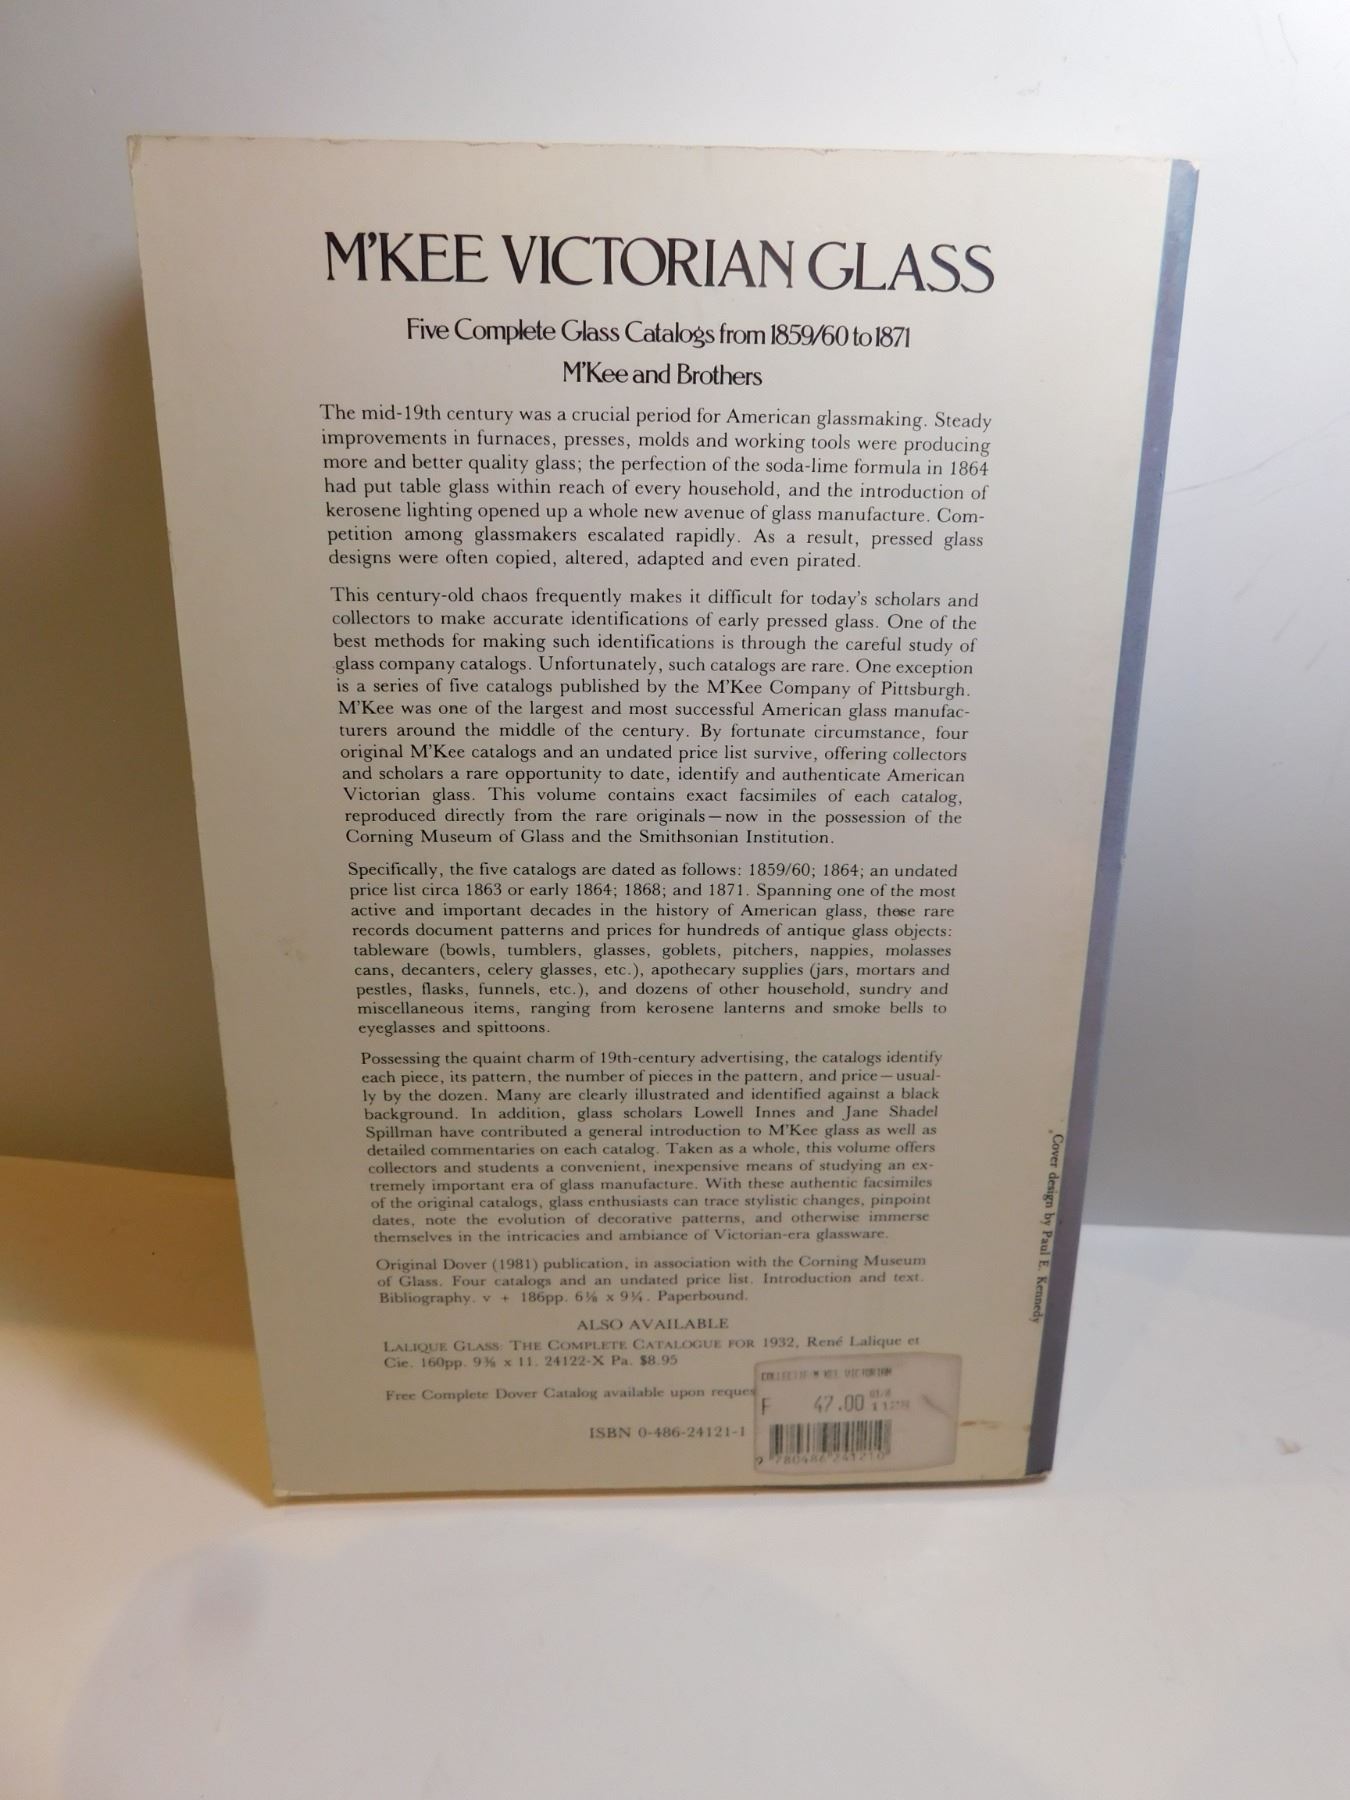 M'KEE VICTORIAN GLASS
Five Complete Glass Catalogs from 1859/60 to 1871
M'Kee and Brothers
The mid-19th century was a crucial period for American glassmaking. Steady
improvements in furnaces, presses, molds and working tools were producing
more and better quality glass; the perfection of the soda-lime formula in 1864
had put table glass within reach of every household, and the introduction of
kerosene lighting opened up a whole new avenue of glass manufacture. Com-
petition among glassmakers escalated rapidly. As a result, pressed glass
designs were often copied, altered, adapted and even pirated.
This century-old chaos frequently makes it difficult for today's scholars and
collectors to make accurate identifications of early pressed glass. One of the
best methods for making such identifications is through the careful study of
glass company catalogs. Unfortunately, such catalogs are rare. One exception
is a series of five catalogs published by the M'Kee Company of Pittsburgh.
M'Kee was one of the largest and most successful American glass manufac-
turers around the middle of the century. By fortunate circumstance, four
original M'Kee catalogs and an undated price list survive, offering collectors
and scholars a rare opportunity to date, identify and authenticate American
Victorian glass. This volume contains exact facsimiles of each catalog,
reproduced directly from the rare originals—now in the possession of the
Corning Museum of Glass and the Smithsonian Institution.
Specifically, the five catalogs are dated as follows: 1859/60; 1864; an undated
price list circa 1863 or early 1864; 1868; and 1871. Spanning one of the most
active and important decades in the history of American glass, these rare
records document patterns and prices for hundreds of antique glass objects:
tableware (bowls, tumblers, glasses, goblets, pitchers, nappies, molasses
cans, decanters, celery glasses, etc.), apothecary supplies (jars, mortars and
pestles, flasks, funnels, etc.), and dozens of other household, sundry and
miscellaneous items, ranging from kerosene lanterns and smoke bells to
eyeglasses and spittoons.
Possessing the quaint charm of 19th-century advertising, the catalogs identify
each piece, its pattern, the number of pieces in the pattern, and price—usual-
ly by the dozen. Many are clearly illustrated and identified against a black
background. In addition, glass scholars Lowell Innes and Jane Shadel
Spillman have contributed a general introduction to M'Kee glass as well as
detailed commentaries on each catalog. Taken as a whole, this volume offers
collectors and students a convenient, inexpensive means of studying an ex-
tremely important era of glass manufacture. With these authentic facsimiles
of the original catalogs, glass enthusiasts can trace stylistic changes, pinpoint
dates, note the evolution of decorative patterns, and otherwise immerse
themselves in the intricacies and ambiance of Victorian-era glassware.
Original Dover (1981) publication, in association with the Corning Museum
of Glass. Four catalogs and an undated price list. Introduction and text.
Bibliography. v + 186pp. 6⅛ x 9¼. Paperbound.
ALSO AVAILABLE
LALIQUE GLASS: THE COMPLETE CATALOGUE FOR 1932, René Lalique et
Cie. 160pp. 9⅜ x 11. 24122-X Pa. $8.95
Free Complete Dover Catalog available upon reques
ISBN 0-486-24121-1
COLLECTIF M'KEE VICTORIAN
F 47.00
9 780486 241210
Cover design by Paul E. Kennedy